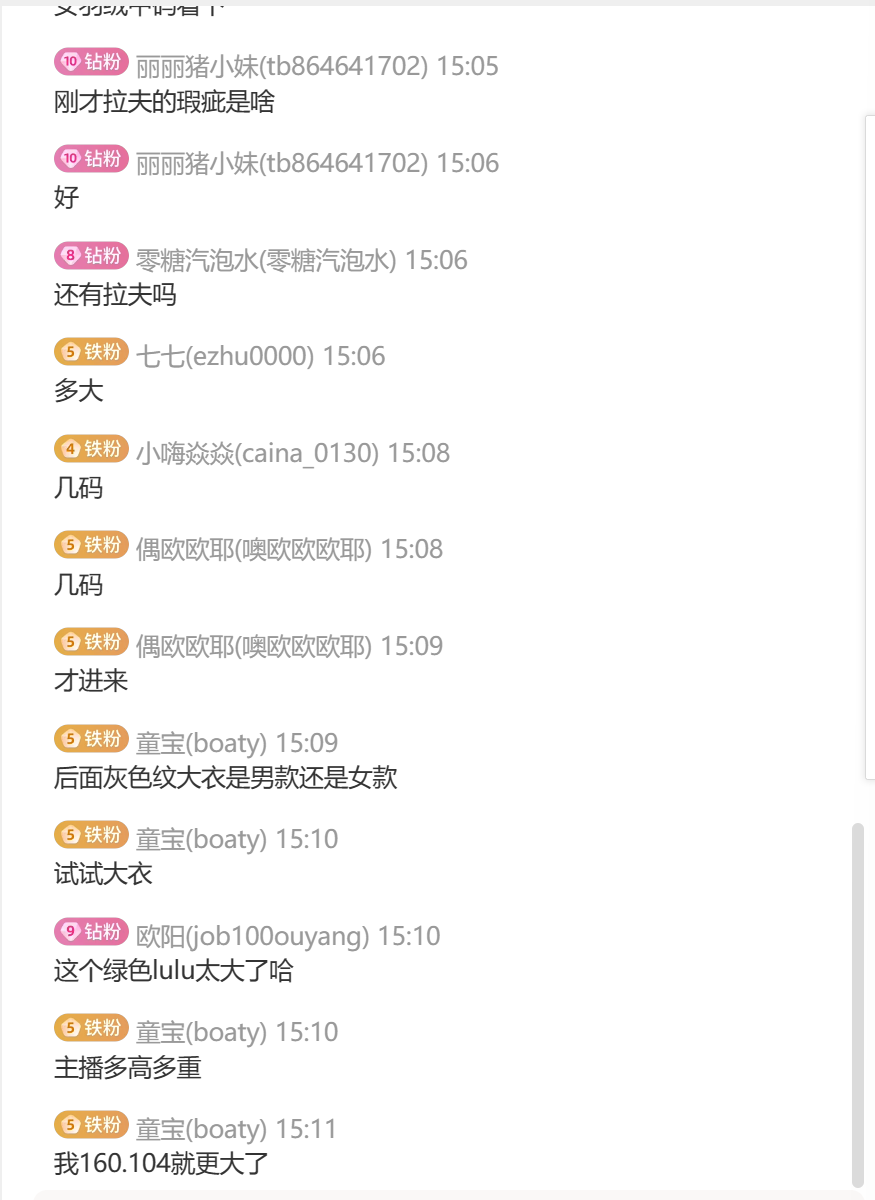 10 钻粉 丽丽猪小妹(tb864641702) 15:05
刚才拉夫的瑕疵是啥
10 钻粉 丽丽猪小妹(tb864641702) 15:06
好
8 钻粉 零糖汽泡水(零糖汽泡水) 15:06
还有拉夫吗
5 铁粉 七七(ezhu0000) 15:06
多大
4 铁粉 小嗨焱焱(caina_0130) 15:08
几码
5 铁粉 偶欧欧耶(噢欧欧欧耶) 15:08
几码
5 铁粉 偶欧欧耶(噢欧欧欧耶) 15:09
才进来
5 铁粉 童宝(boaty) 15:09
后面灰色纹大衣是男款还是女款
5 铁粉 童宝(boaty) 15:10
试试大衣
9 钻粉 欧阳(job100ouyang) 15:10
这个绿色lulu太大了哈
5 铁粉 童宝(boaty) 15:10
主播多高多重
5 铁粉 童宝(boaty) 15:11
我160.104就更大了